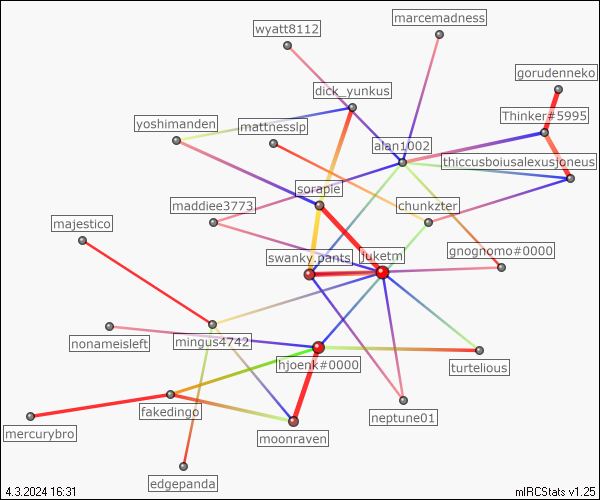 marcemadness
wyatt8112
gorudenneko
dick_yunkus
Thinker#5995
yoshimanden
mattnesslp
alan1002
thiccusboiusalexusjoneus
sorapie
maddiee3773
chunkzter
majestico
gnognomo#0000
swanky.pants
juketm
nonameisleft
mingus4742
hjoenk#0000
turtelious
fakedingo
neptune01
mercurybro
moonraven
edgepanda
4.3.2024 16:31
mIRCStats v1.25